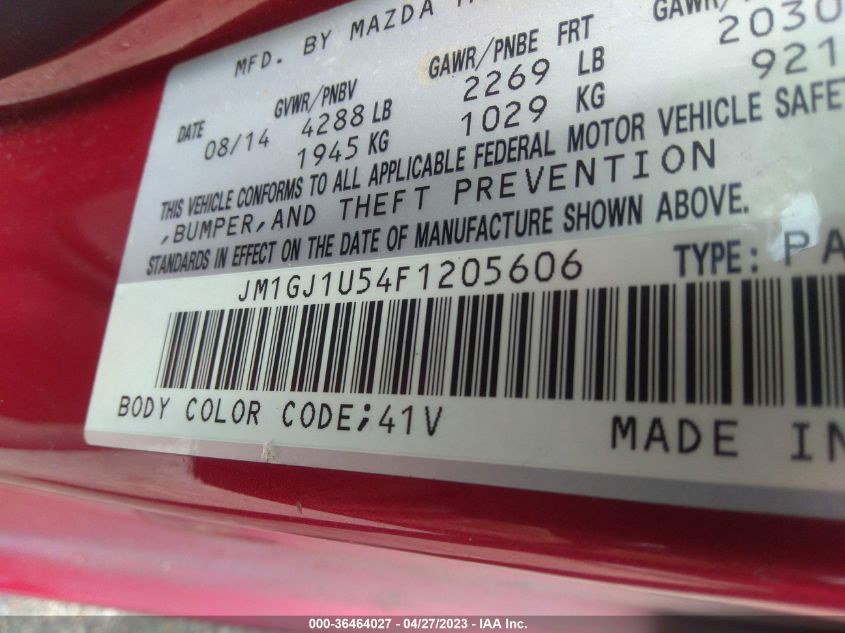 MFD. BY MAZDA
DATE GVWR/PNBV GAWR/PNBE FRT GAWR/
08/14 4288 LB 2269 LB 2030
1945 KG 1029 KG 921
THIS VEHICLE CONFORMS TO ALL APPLICABLE FEDERAL MOTOR VEHICLE SAFE
,BUMPER,AND THEFT PREVENTION
STANDARDS IN EFFECT ON THE DATE OF MANUFACTURE SHOWN ABOVE.
JM1GJ1U54F1205606 TYPE: PA
BODY COLOR CODE;41V MADE IN
000-36464027 - 04/27/2023 - IAA Inc.